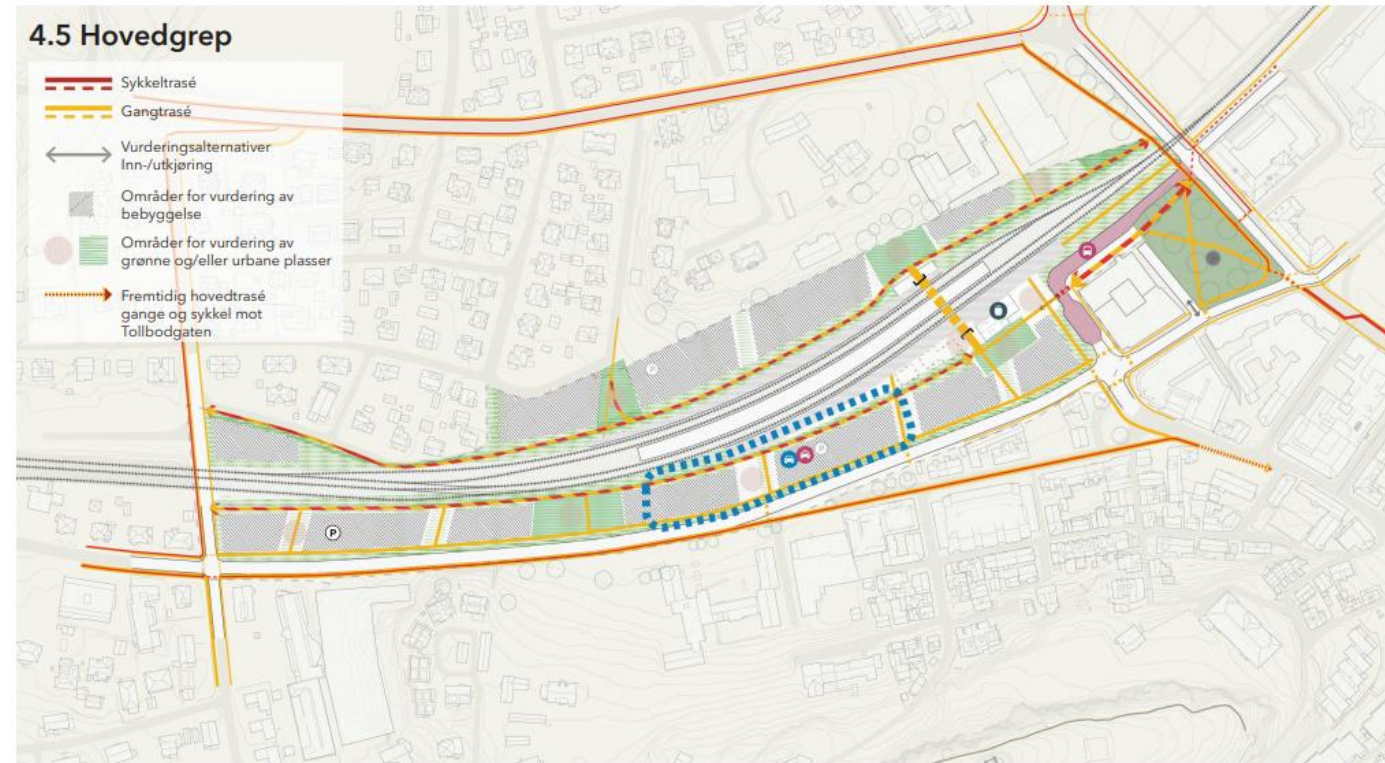 4.5 Hovedgrep
Sykkeltrasé
Gangtrasé
Vurderingsalternativer
Inn-/utkjøring
Områder for vurdering av
bebyggelse
Områder for vurdering av
grønne og/eller urbane plasser
Fremtidig hovedtrasé
gange og sykkel mot
Tollbodgaten
P
P
P